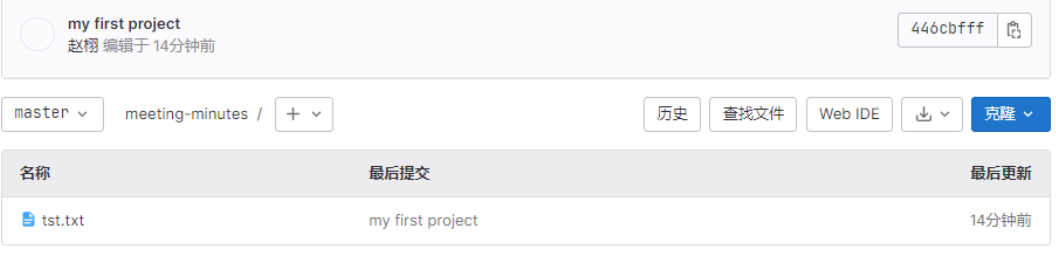 my first project
赵栩 编辑于 14分钟前
446cbfff
master
meeting-minutes / +
历史
查找文件
Web IDE
克隆
名称 最后提交 最后更新
tst.txt my first project 14分钟前